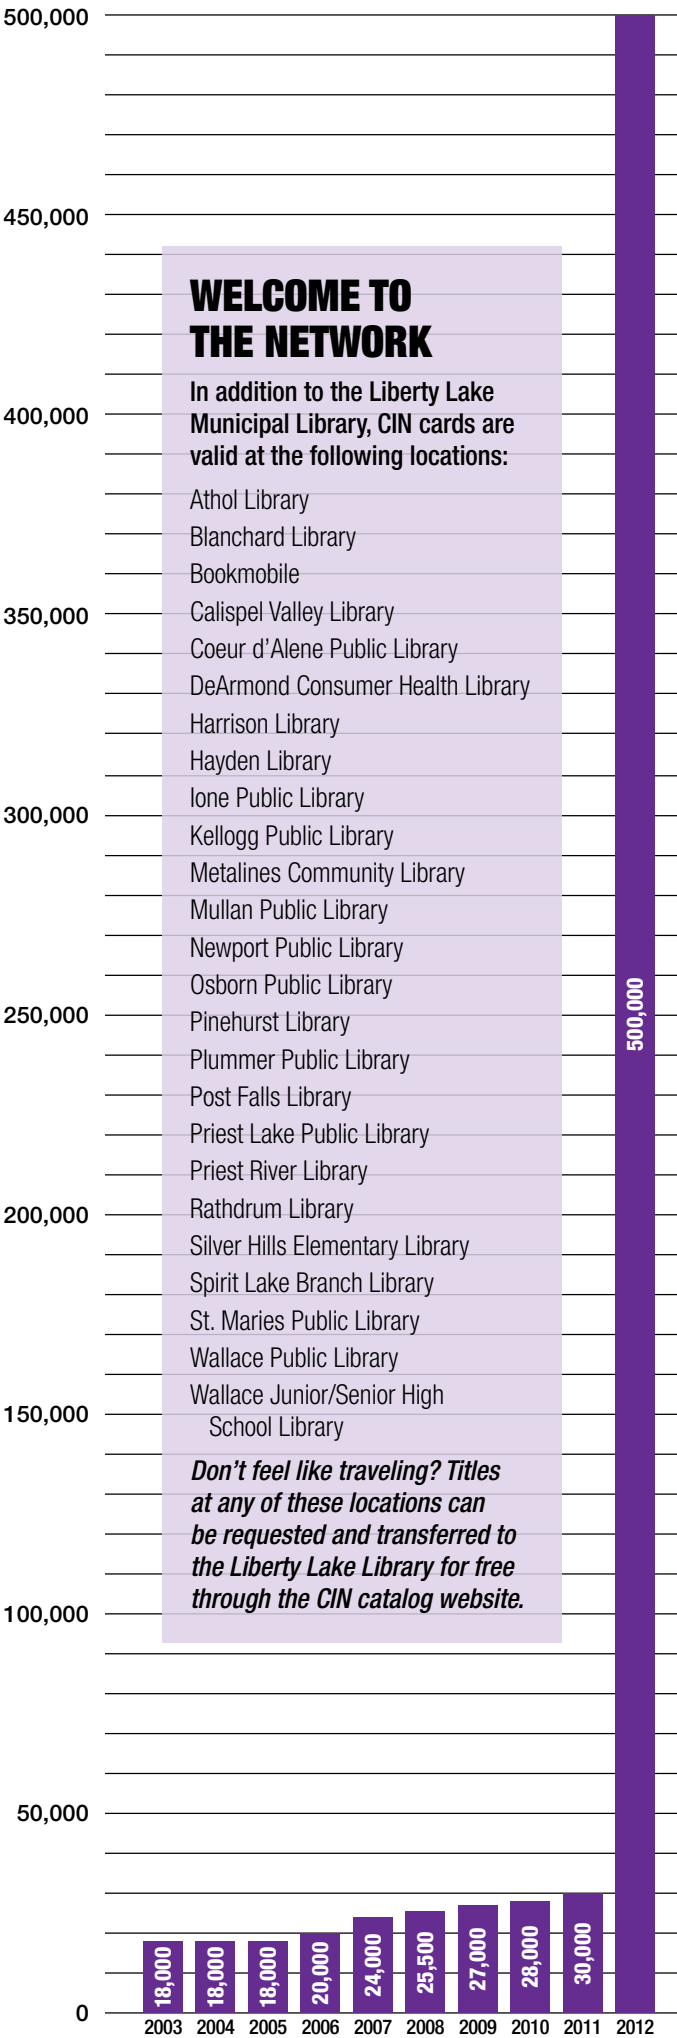 500,000
450,000
400,000
350,000
300,000
250,000
200,000
150,000
100,000
50,000
0
WELCOME TO
THE NETWORK
In addition to the Liberty Lake
Municipal Library, CIN cards are
valid at the following locations:
Athol Library
Blanchard Library
Bookmobile
Calispel Valley Library
Coeur d'Alene Public Library
DeArmond Consumer Health Library
Harrison Library
Hayden Library
Ione Public Library
Kellogg Public Library
Metalines Community Library
Mullan Public Library
Newport Public Library
Osborn Public Library
Pinehurst Library
Plummer Public Library
Post Falls Library
Priest Lake Public Library
Priest River Library
Rathdrum Library
Silver Hills Elementary Library
Spirit Lake Branch Library
St. Maries Public Library
Wallace Public Library
Wallace Junior/Senior High
School Library
Don't feel like traveling? Titles
at any of these locations can
be requested and transferred to
the Liberty Lake Library for free
through the CIN catalog website.
18,000
18,000
18,000
20,000
24,000
25,500
27,000
28,000
30,000
500,000
2003 2004 2005 2006 2007 2008 2009 2010 2011 2012